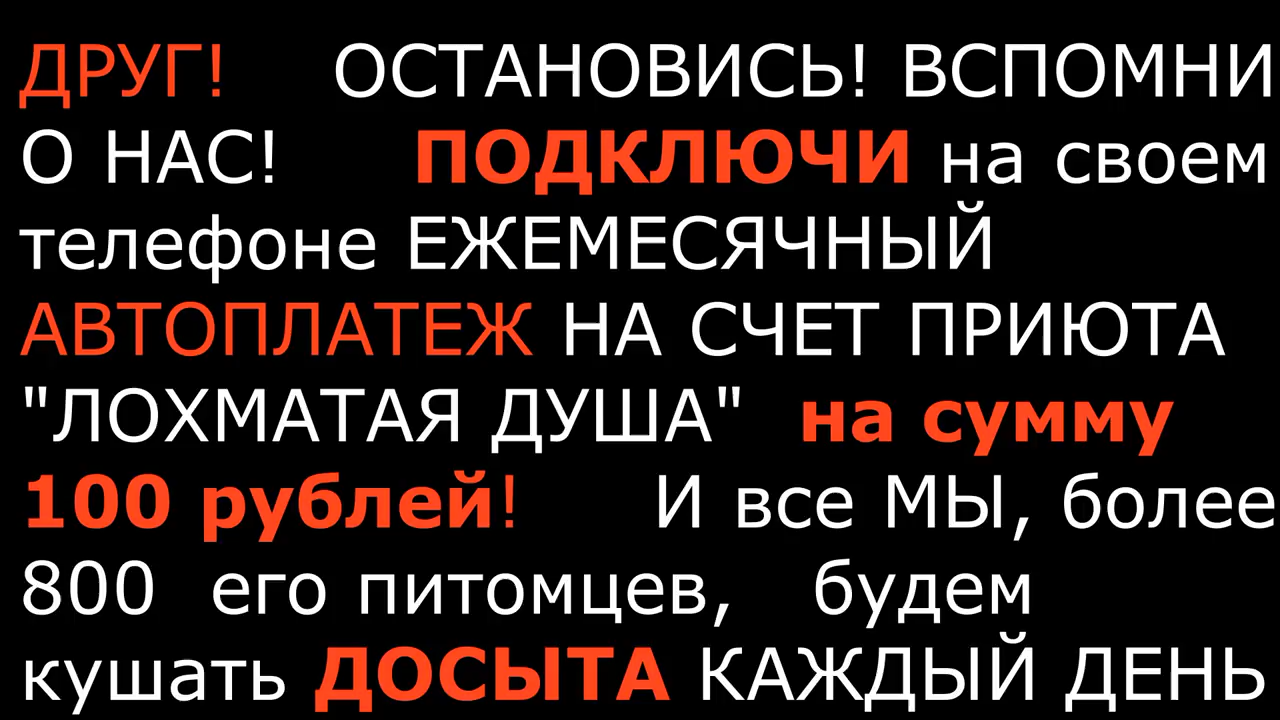 ДРУГ! ОСТАНОВИСЬ! ВСПОМНИ
О НАС! ПОДКЛЮЧИ на своем
телефоне ЕЖЕМЕСЯЧНЫЙ
АВТОПЛАТЕЖ НА СЧЕТ ПРИЮТА
"ЛОХМАТАЯ ДУША" на сумму
100 рублей! И все МЫ, более
800 его питомцев, будем
кушать ДОСЫТА КАЖДЫЙ ДЕНЬ